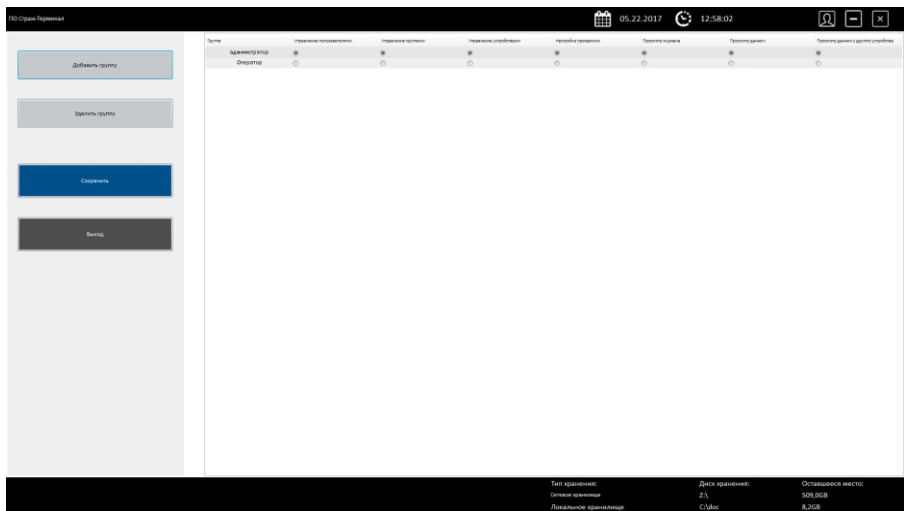 ПО Страж-Терминал 05.22.2017 12:58:02
Группа Управление пользователями Управление группами Управление устройствами Настройка программы Просмотр журнала Просмотр данных Просмотр данных с другого устройства
Администратор
Оператор
Добавить группу
Удалить группу
Сохранить
Выход
Тип хранения: Диск хранения: Оставшееся место:
Сетевое хранилище Z:\ 509,0GB
Локальное хранилище C:\doc 8,2GB